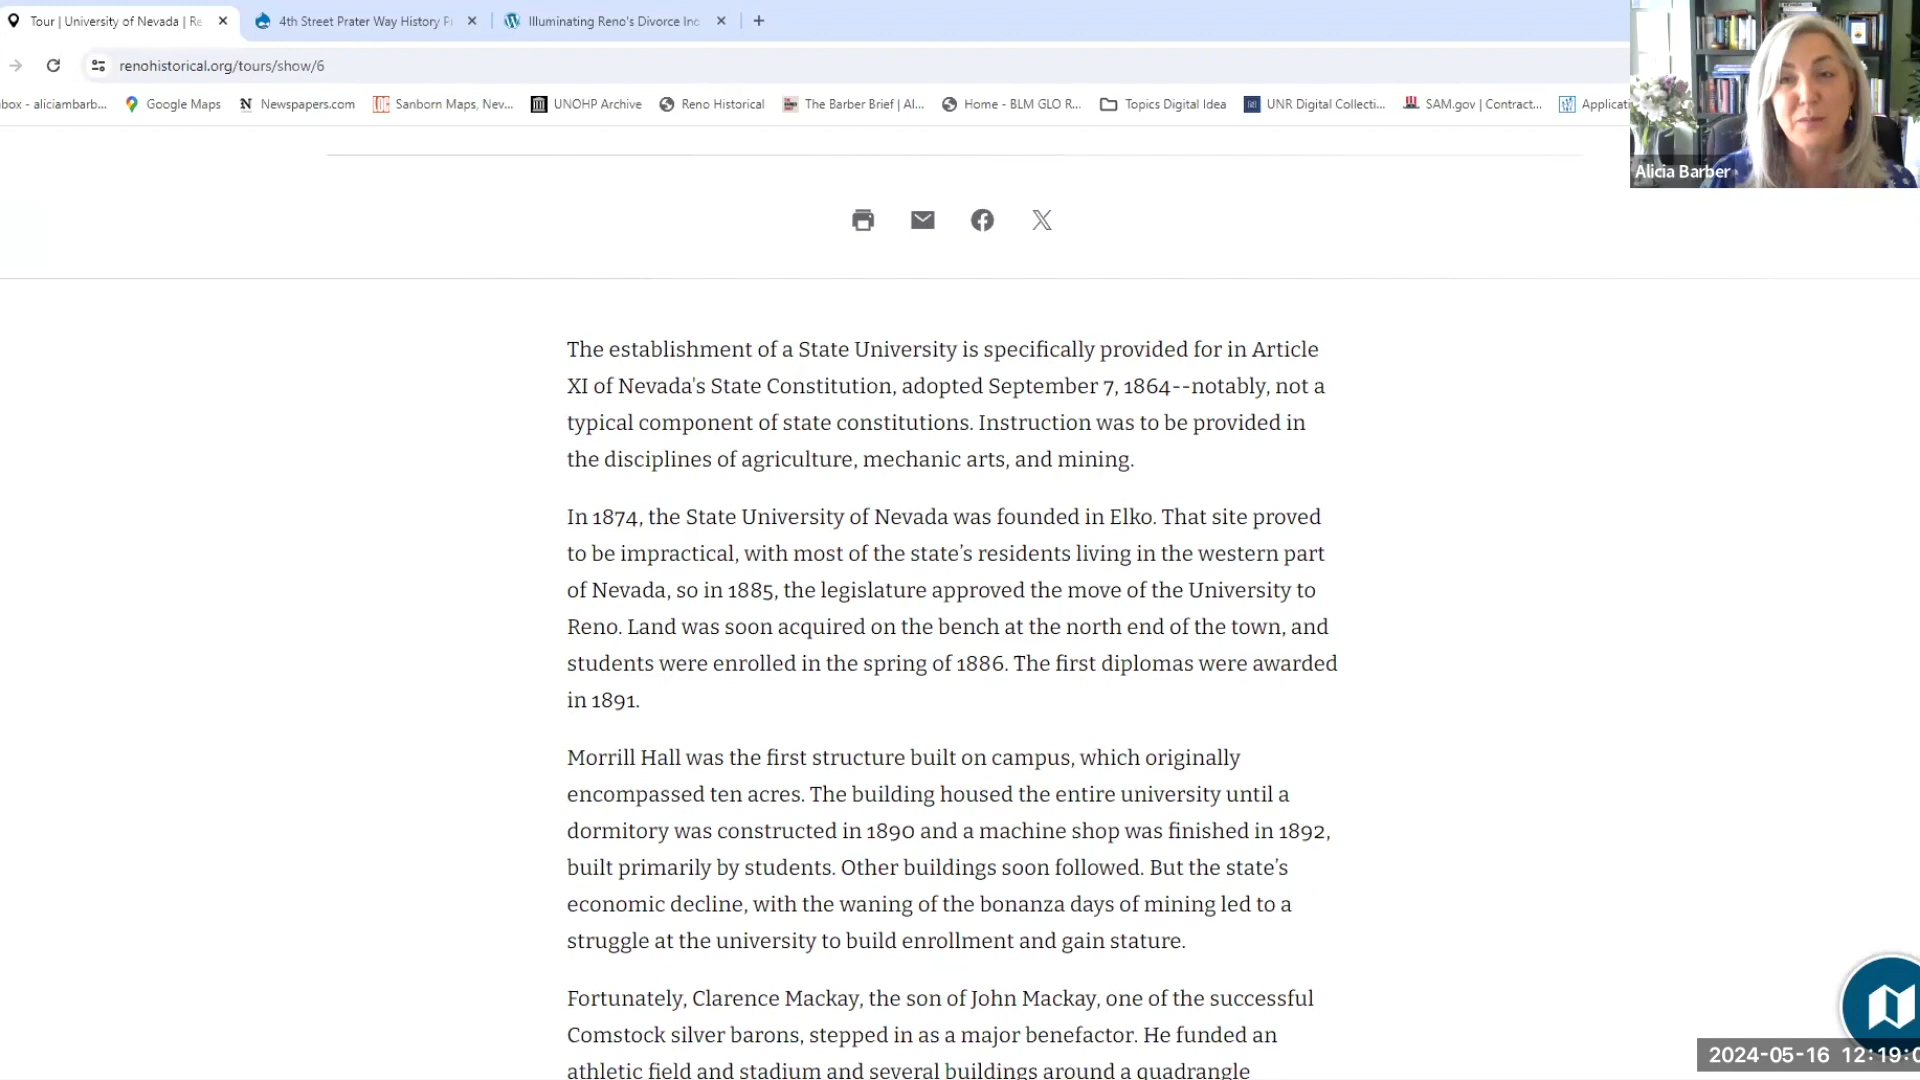 Tour | University of Nevada | Re
4th Street Prater Way History Pr
Illuminating Reno's Divorce Ind
renohistorical.org/tours/show/6
box - aliciambarb...
Google Maps
Newspapers.com
Sanborn Maps, Nev...
UNOHP Archive
Reno Historical
The Barber Brief | Al...
Home - BLM GLO R...
Topics Digital Idea
UNR Digital Collecti...
SAM.gov | Contract...
Applicati
Alicia Barber
The establishment of a State University is specifically provided for in Article
XI of Nevada's State Constitution, adopted September 7, 1864--notably, not a
typical component of state constitutions. Instruction was to be provided in
the disciplines of agriculture, mechanic arts, and mining.
In 1874, the State University of Nevada was founded in Elko. That site proved
to be impractical, with most of the state’s residents living in the western part
of Nevada, so in 1885, the legislature approved the move of the University to
Reno. Land was soon acquired on the bench at the north end of the town, and
students were enrolled in the spring of 1886. The first diplomas were awarded
in 1891.
Morrill Hall was the first structure built on campus, which originally
encompassed ten acres. The building housed the entire university until a
dormitory was constructed in 1890 and a machine shop was finished in 1892,
built primarily by students. Other buildings soon followed. But the state’s
economic decline, with the waning of the bonanza days of mining led to a
struggle at the university to build enrollment and gain stature.
Fortunately, Clarence Mackay, the son of John Mackay, one of the successful
Comstock silver barons, stepped in as a major benefactor. He funded an
athletic field and stadium and several buildings around a quadrangle
2024-05-16 12:19:0